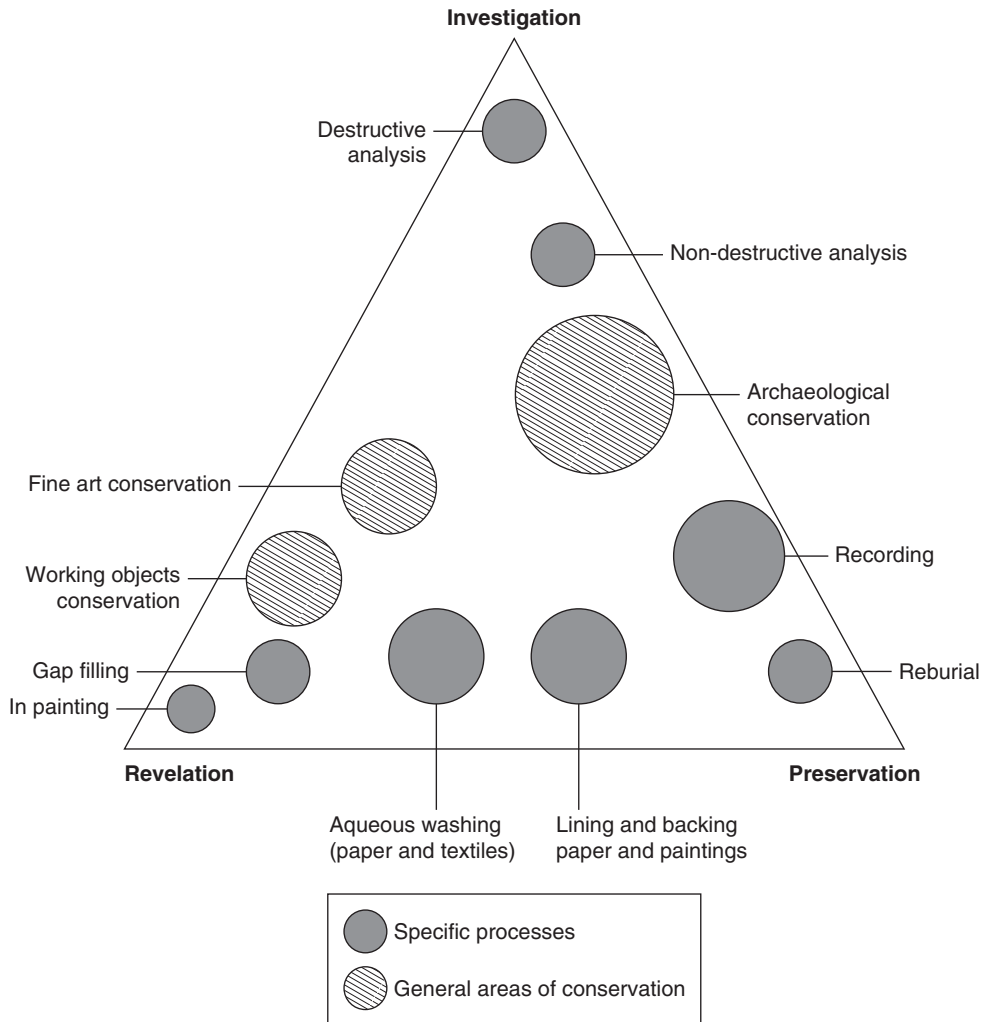 Investigation
Destructive
analysis
Non-destructive analysis
Archaeological
conservation
Fine art conservation
Recording
Working objects
conservation
Gap filling
Reburial
In painting
Revelation
Preservation
Aqueous washing
(paper and textiles)
Lining and backing
paper and paintings
Specific processes
General areas of conservation